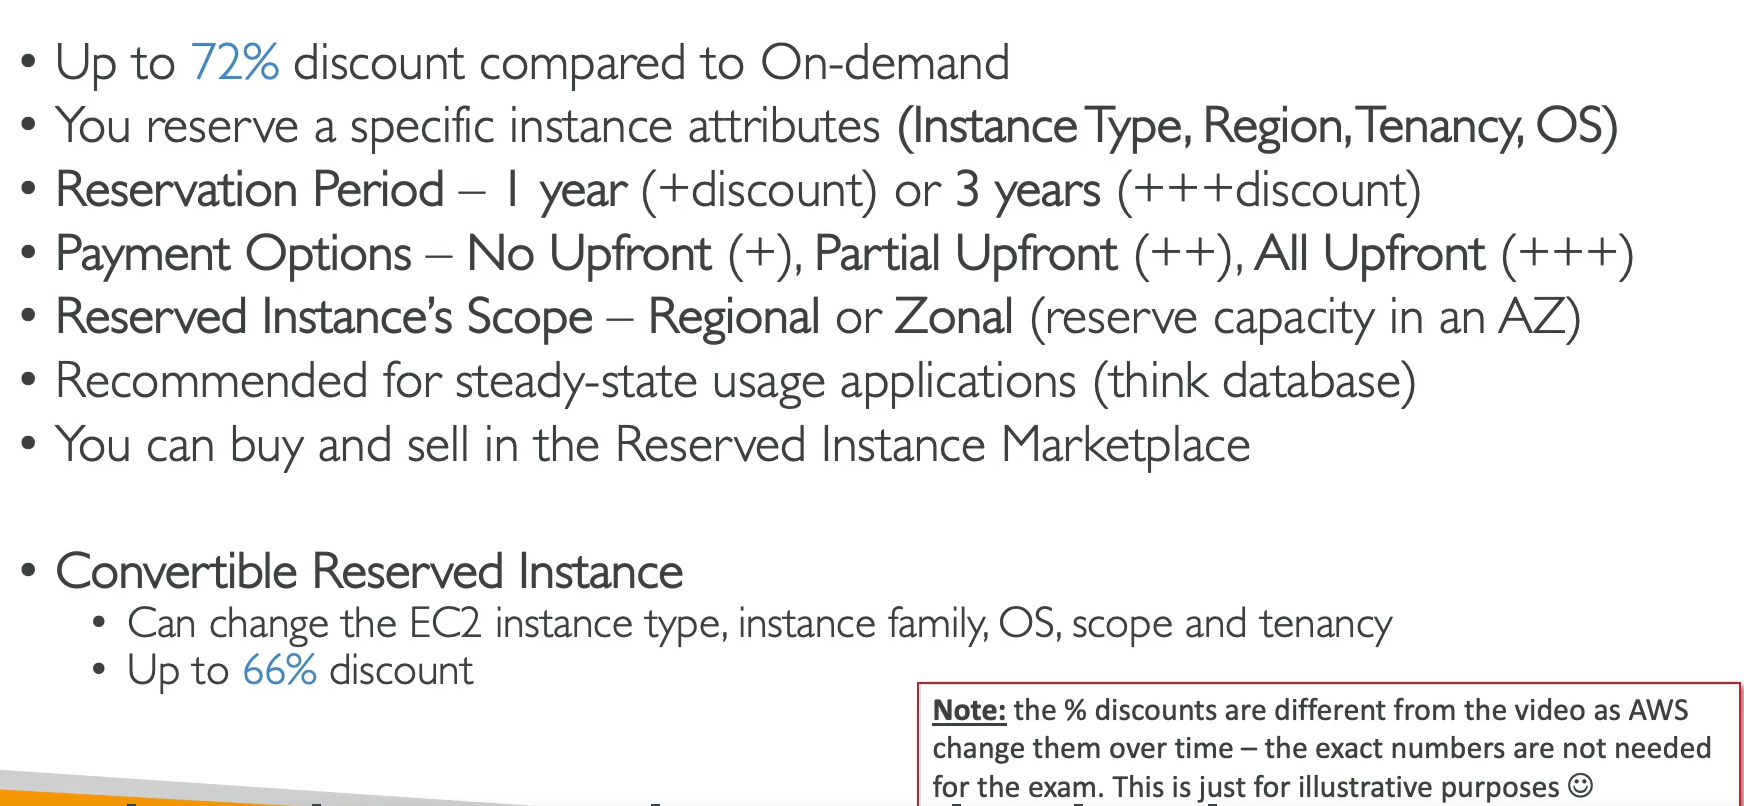 • Up to 72% discount compared to On-demand
• You reserve a specific instance attributes (Instance Type, Region, Tenancy, OS)
• Reservation Period – 1 year (+discount) or 3 years (+++discount)
• Payment Options – No Upfront (+), Partial Upfront (++), All Upfront (+++)
• Reserved Instance’s Scope – Regional or Zonal (reserve capacity in an AZ)
• Recommended for steady-state usage applications (think database)
• You can buy and sell in the Reserved Instance Marketplace
• Convertible Reserved Instance
• Can change the EC2 instance type, instance family, OS, scope and tenancy
• Up to 66% discount
Note: the % discounts are different from the video as AWS
change them over time – the exact numbers are not needed
for the exam. This is just for illustrative purposes ☺